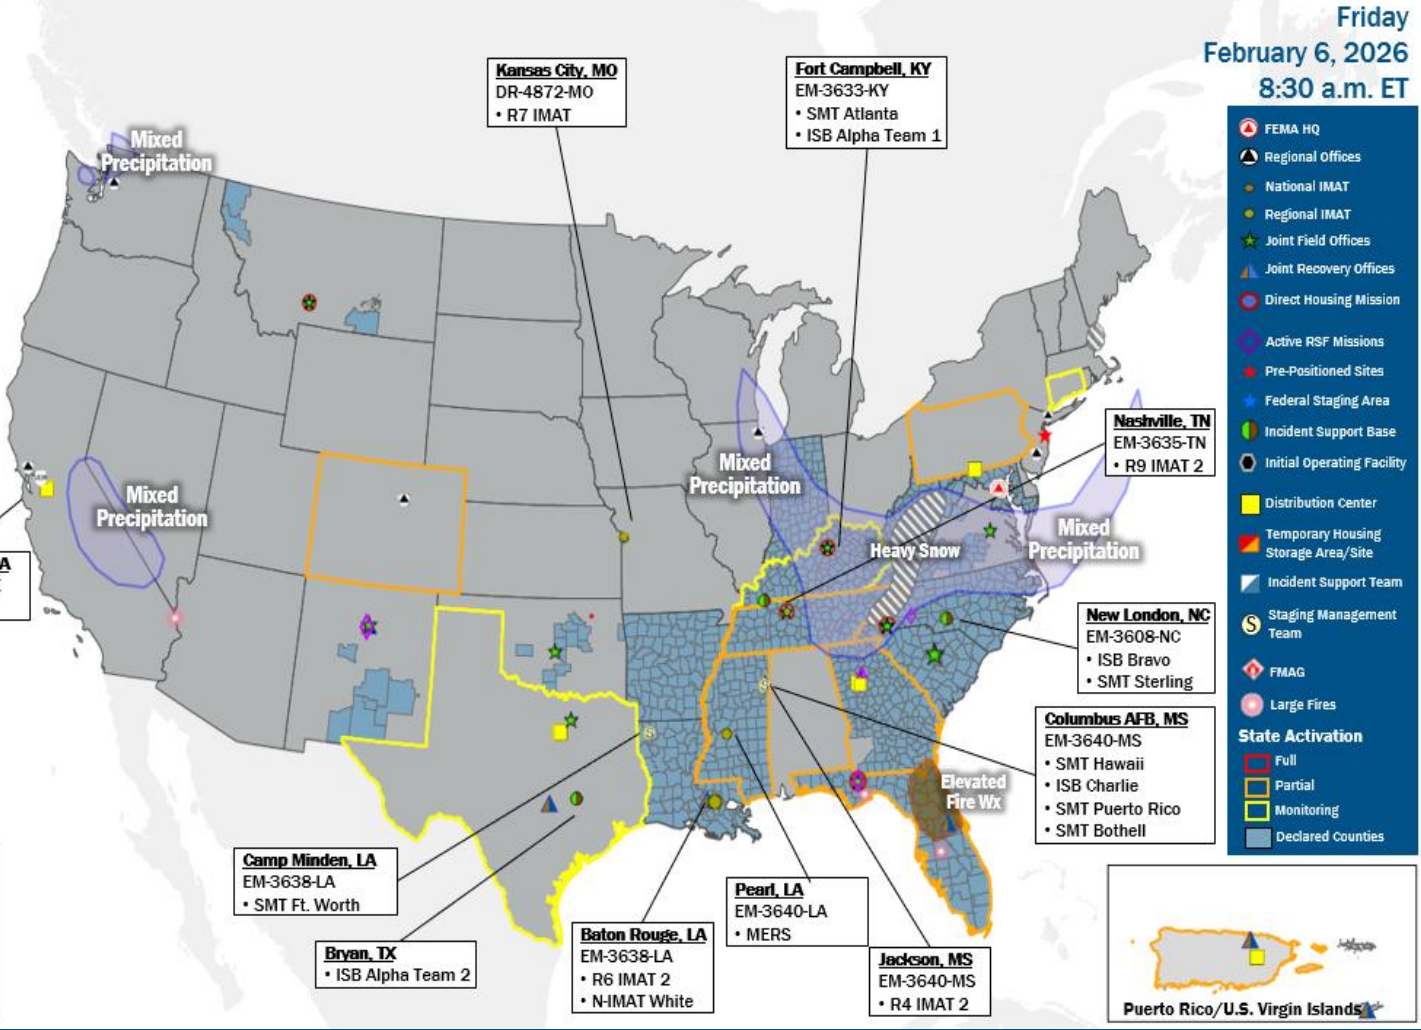 Friday
February 6, 2026
8:30 a.m. ET
Kansas City, MO
DR-4872-MO
• R7 IMAT
Fort Campbell, KY
EM-3633-KY
• SMT Atlanta
• ISB Alpha Team 1
Mixed
Precipitation
Mixed
Precipitation
Mixed
Precipitation
Heavy Snow
Mixed
Precipitation
Nashville, TN
EM-3635-TN
• R9 IMAT 2
A
New London, NC
EM-3608-NC
• ISB Bravo
• SMT Sterling
Columbus AFB, MS
EM-3640-MS
• SMT Hawaii
• ISB Charlie
• SMT Puerto Rico
• SMT Bothell
Elevated
Fire Wx
Camp Minden, LA
EM-3638-LA
• SMT Ft. Worth
Bryan, TX
• ISB Alpha Team 2
Baton Rouge, LA
EM-3638-LA
• R6 IMAT 2
• N-IMAT White
Pearl, LA
EM-3640-LA
• MERS
Jackson, MS
EM-3640-MS
• R4 IMAT 2
FEMA HQ
Regional Offices
National IMAT
Regional IMAT
Joint Field Offices
Joint Recovery Offices
Direct Housing Mission
Active RSF Missions
Pre-Positioned Sites
Federal Staging Area
Incident Support Base
Initial Operating Facility
Distribution Center
Temporary Housing
Storage Area/Site
Incident Support Team
S
Staging Management
Team
FMAG
Large Fires
State Activation
Full
Partial
Monitoring
Declared Counties
S
S
Puerto Rico/U.S. Virgin Islands